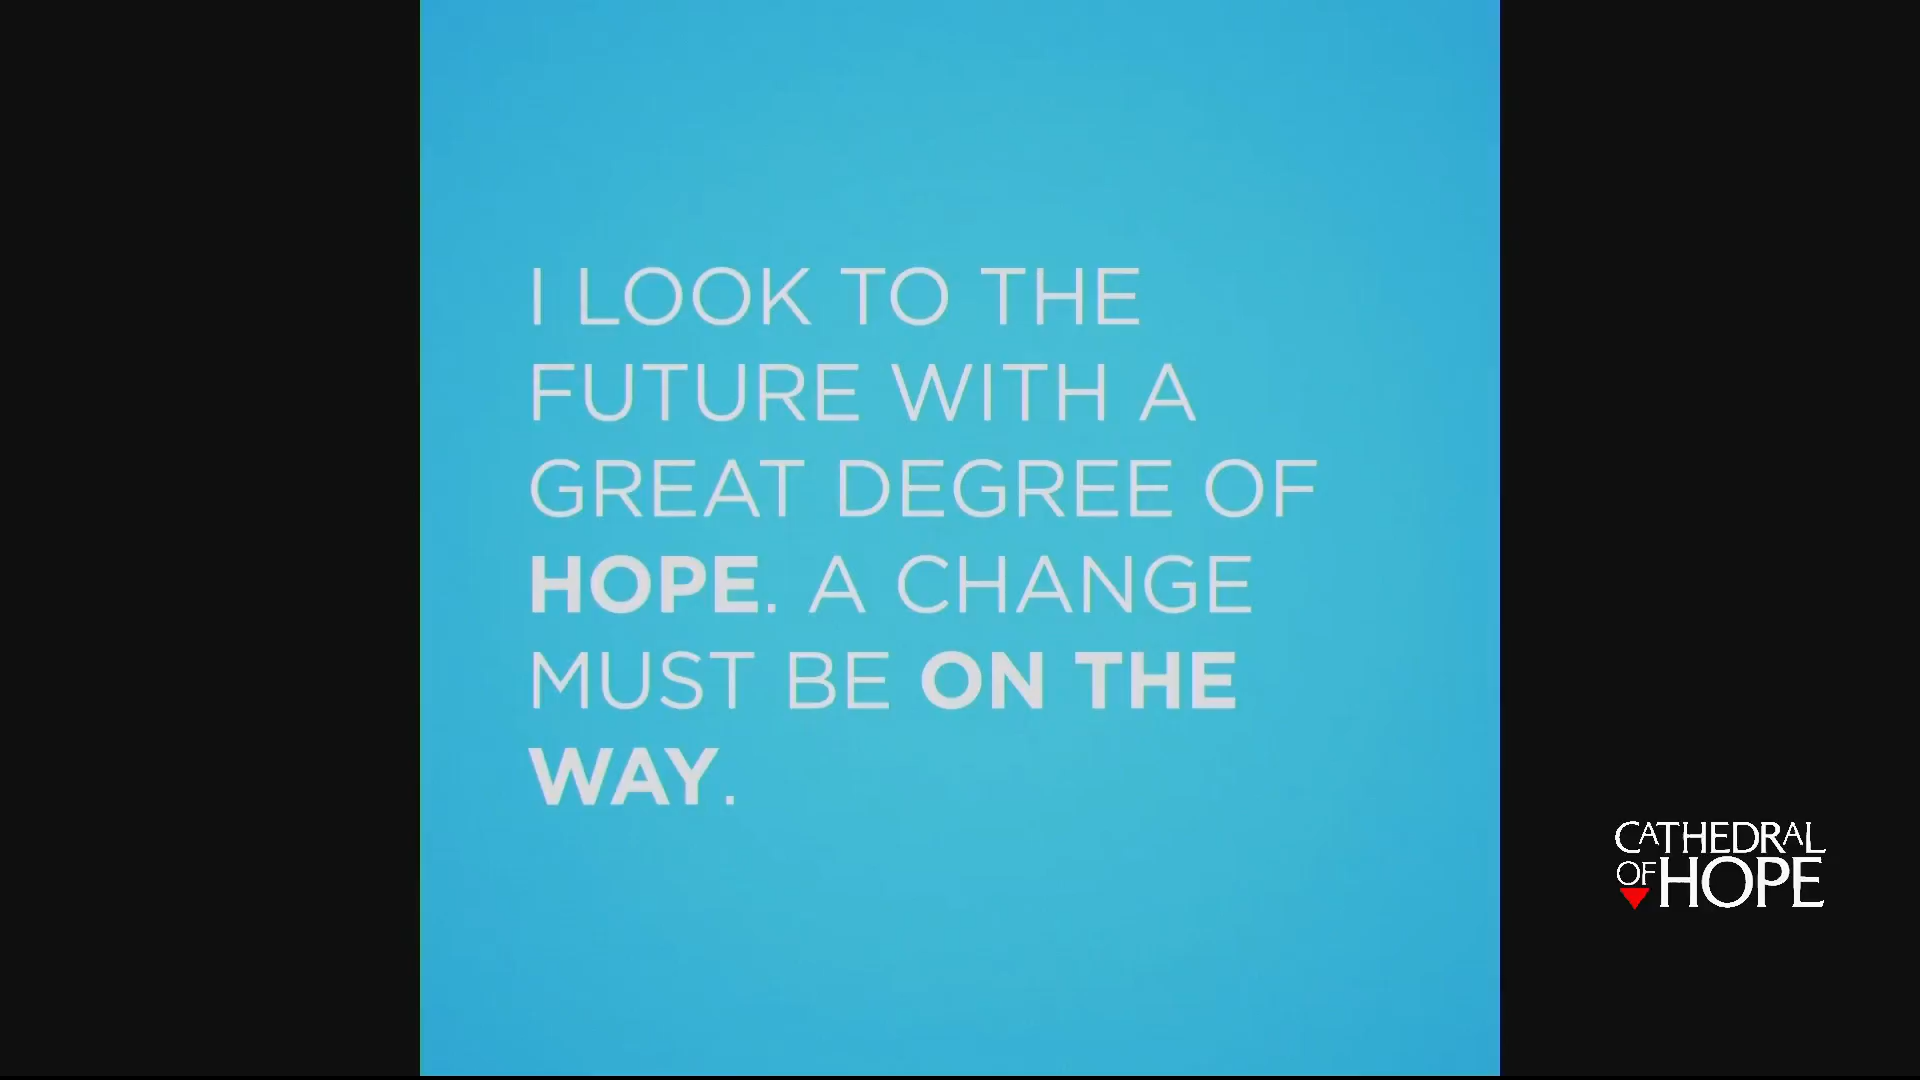 I LOOK TO THE
FUTURE WITH A
GREAT DEGREE OF
HOPE. A CHANGE
MUST BE ON THE
WAY.
CATHEDRAL
OF HOPE